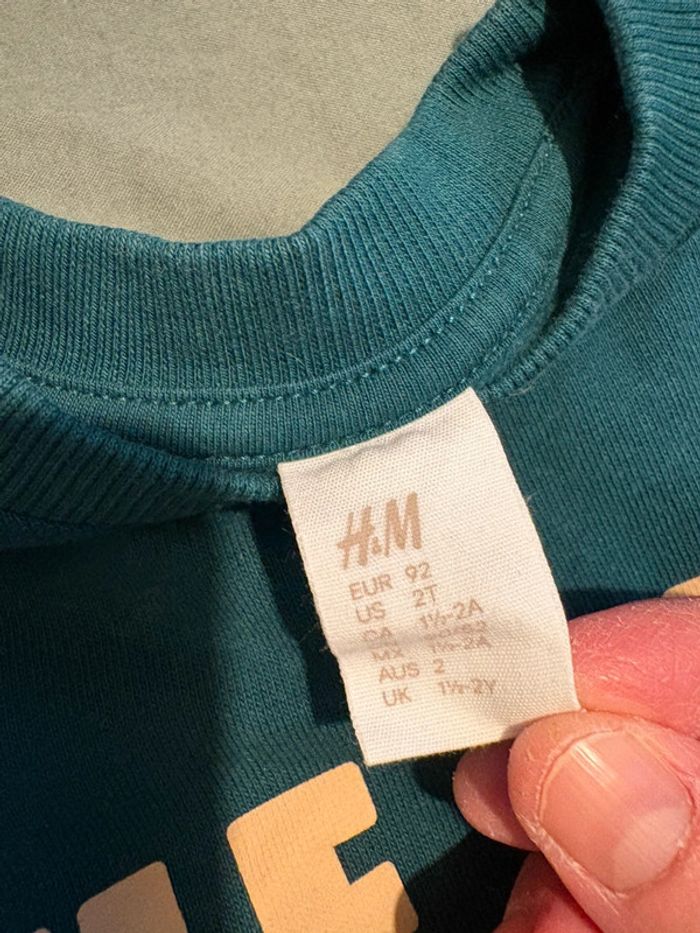 H&M
EUR 92
US 2T
CA 1½-2A
MX 1½-2A
AUS 2
UK 1½-2Y